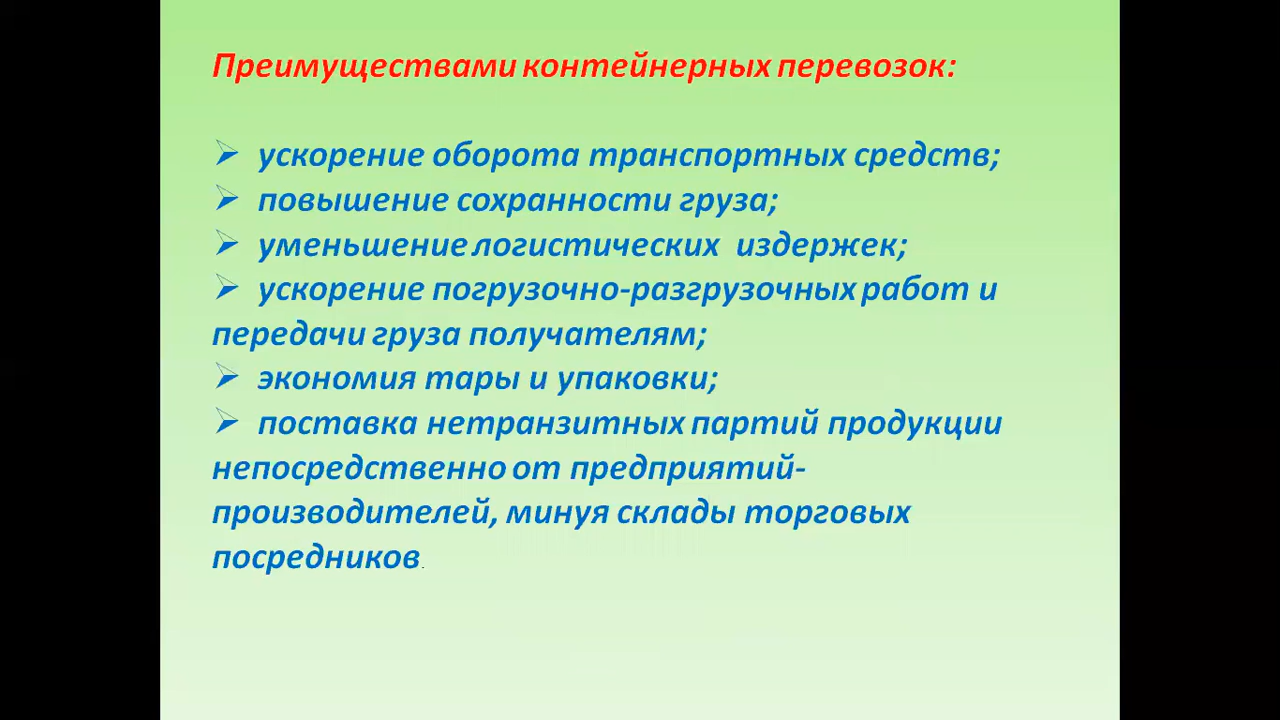 Преимуществами контейнерных перевозок:
➢ ускорение оборота транспортных средств;
➢ повышение сохранности груза;
➢ уменьшение логистических издержек;
➢ ускорение погрузочно-разгрузочных работ и
передачи груза получателям;
➢ экономия тары и упаковки;
➢ поставка нетранзитных партий продукции
непосредственно от предприятий-
производителей, минуя склады торговых
посредников.